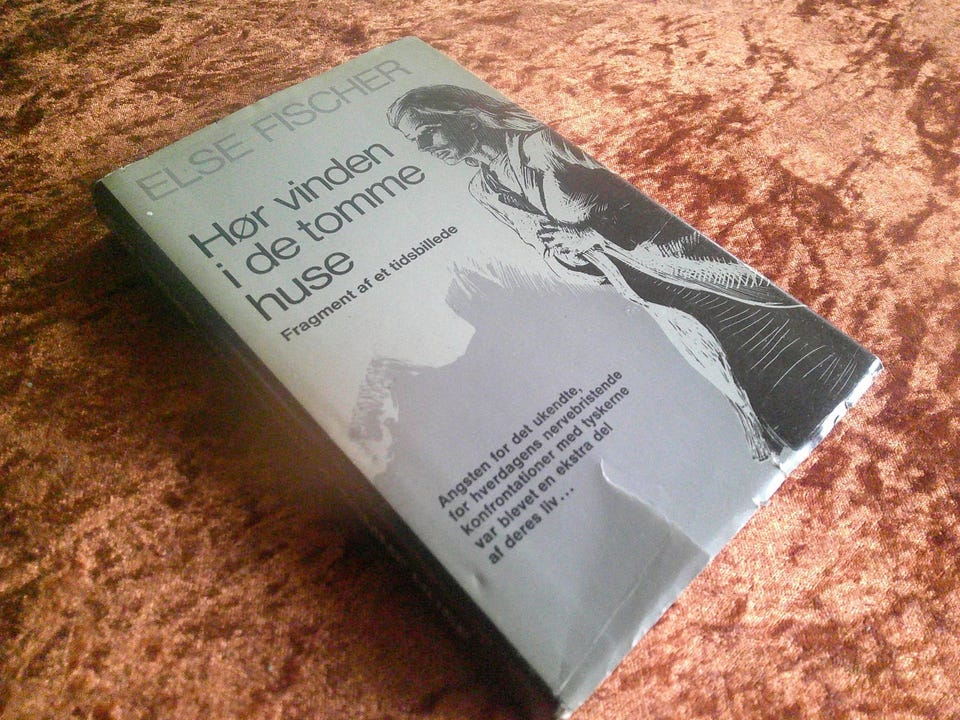 ELSE FISCHER
Hør vinden
i de tomme
huse
Fragment af et tidsbillede
Angsten for det ukendte,
for hverdagens nervebristende
konfrontationer med tyskerne
var blevet en ekstra del
af deres liv...